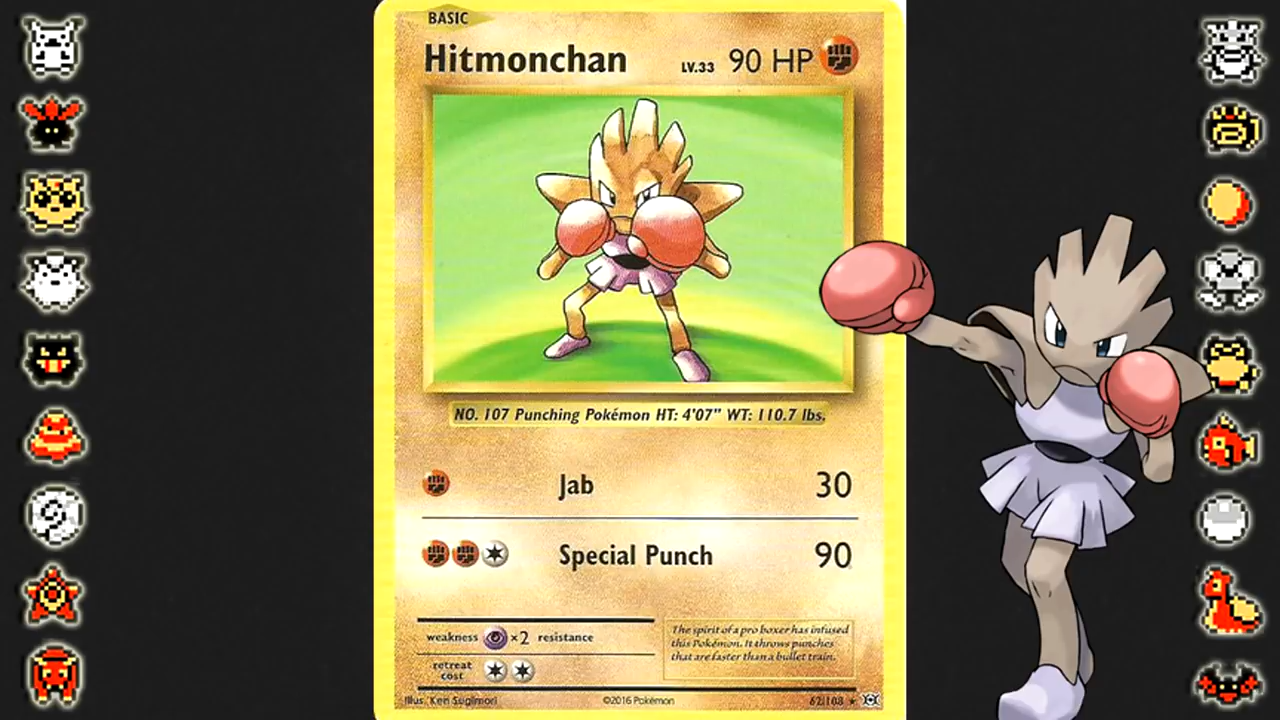 BASIC
Hitmonchan LV.33 90 HP
NO. 107 Punching Pokémon HT: 4'07" WT: 110.7 lbs.
Jab 30
Special Punch 90
weakness ×2 resistance
retreat cost
The spirit of a pro boxer has infused
this Pokémon. It throws punches
that are faster than a bullet train.
Illus. Ken Sugimori ©2016 Pokémon 62/108 ★